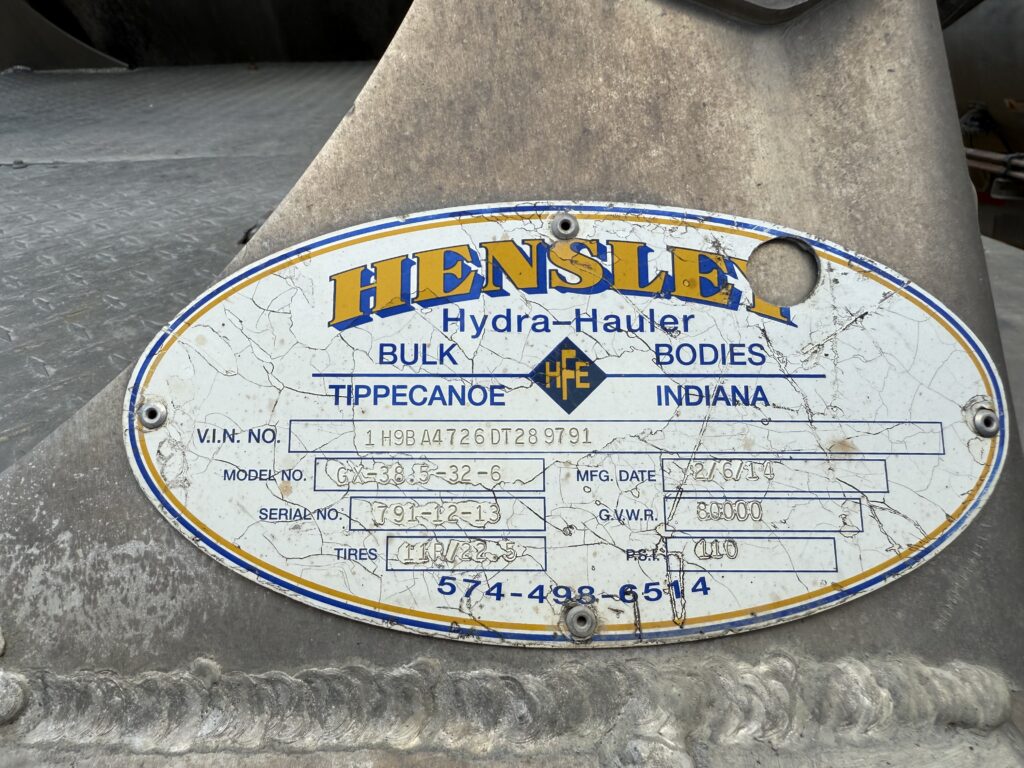 HENSLEY
Hydra-Hauler
BULK BODIES
HFE
TIPPECANOE INDIANA
V.I.N. NO. 1H9BA4726DT289791
MODEL NO. GX-38.5-32-6 MFG. DATE 2/6/14
SERIAL NO. 791-12-13 G.V.W.R. 80000
TIRES 11R/22.5 P.S.I. 110
574-498-6514